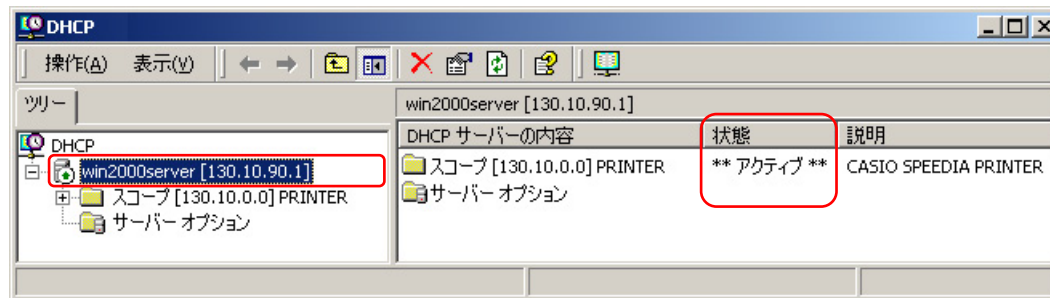 DHCP
操作(A) 表示(V)
ツリー
win2000server [130.10.90.1]
DHCP
win2000server [130.10.90.1]
スコープ [130.10.0.0] PRINTER
サーバー オプション
DHCP サーバーの内容 状態 説明
スコープ [130.10.0.0] PRINTER ** アクティブ ** CASIO SPEEDIA PRINTER
サーバー オプション